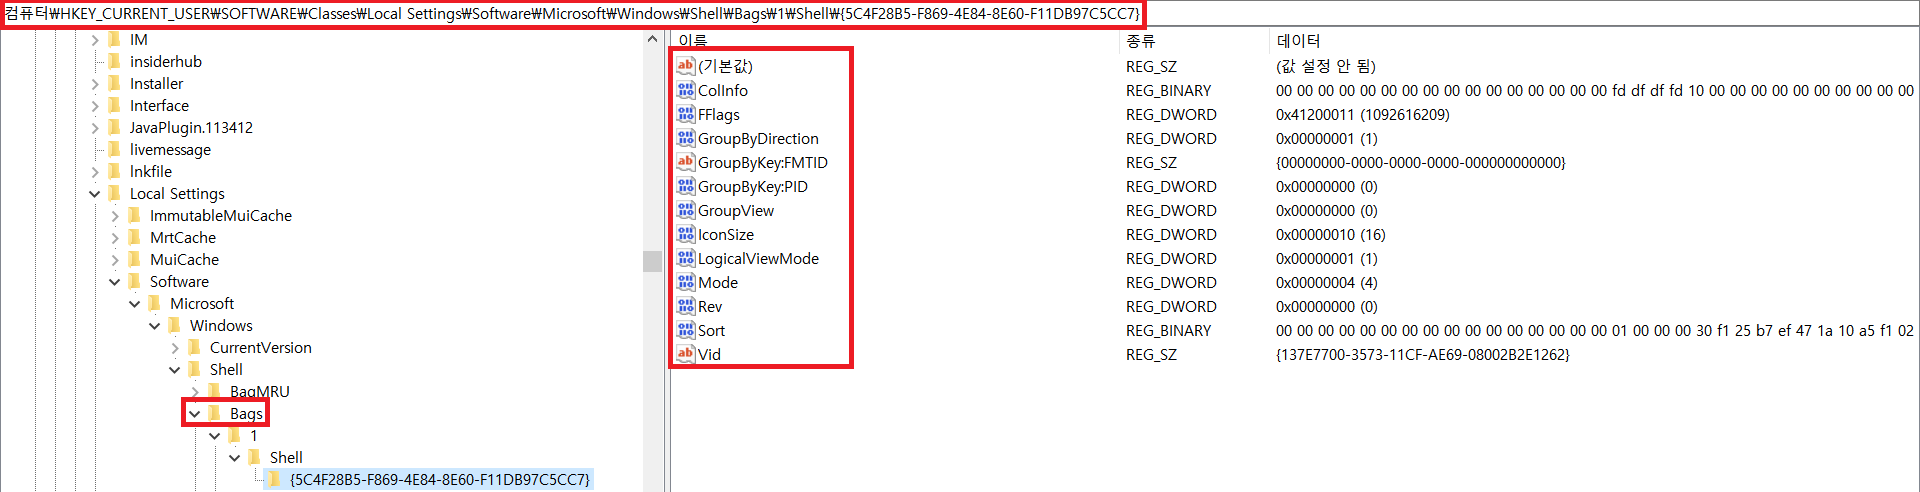 컴퓨터₩HKEY_CURRENT_USER₩SOFTWARE₩Classes₩Local Settings₩Software₩Microsoft₩Windows₩Shell₩Bags₩1₩Shell₩{5C4F28B5-F869-4E84-8E60-F11DB97C5CC7}
IM
insiderhub
Installer
Interface
JavaPlugin.113412
livemessage
lnkfile
Local Settings
ImmutableMuiCache
MrtCache
MuiCache
Software
Microsoft
Windows
CurrentVersion
Shell
BagMRU
Bags
1
Shell
{5C4F28B5-F869-4E84-8E60-F11DB97C5CC7}
이름 종류 데이터
(기본값) REG_SZ (값 설정 안 됨)
ColInfo REG_BINARY 00 00 00 00 00 00 00 00 00 00 00 00 00 00 00 00 fd df df fd 10 00 00 00 00 00 00 00 00 00 00
FFlags REG_DWORD 0x41200011 (1092616209)
GroupByDirection REG_DWORD 0x00000001 (1)
GroupByKey:FMTID REG_SZ {00000000-0000-0000-0000-000000000000}
GroupByKey:PID REG_DWORD 0x00000000 (0)
GroupView REG_DWORD 0x00000000 (0)
IconSize REG_DWORD 0x00000010 (16)
LogicalViewMode REG_DWORD 0x00000001 (1)
Mode REG_DWORD 0x00000004 (4)
Rev REG_DWORD 0x00000000 (0)
Sort REG_BINARY 00 00 00 00 00 00 00 00 00 00 00 00 00 00 00 00 01 00 00 00 30 f1 25 b7 ef 47 1a 10 a5 f1 02
Vid REG_SZ {137E7700-3573-11CF-AE69-08002B2E1262}